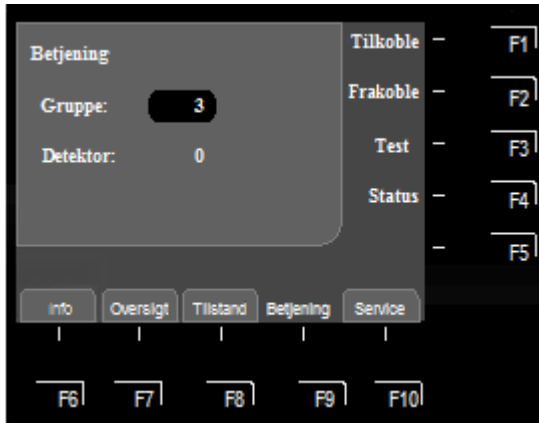 Betjening
Gruppe: 3
Detektor: 0
Tilkoble – F1
Frakoble – F2
Test – F3
Status – F4
– F5
Info Oversigt Tilstand Betjening Service
F6 F7 F8 F9 F10